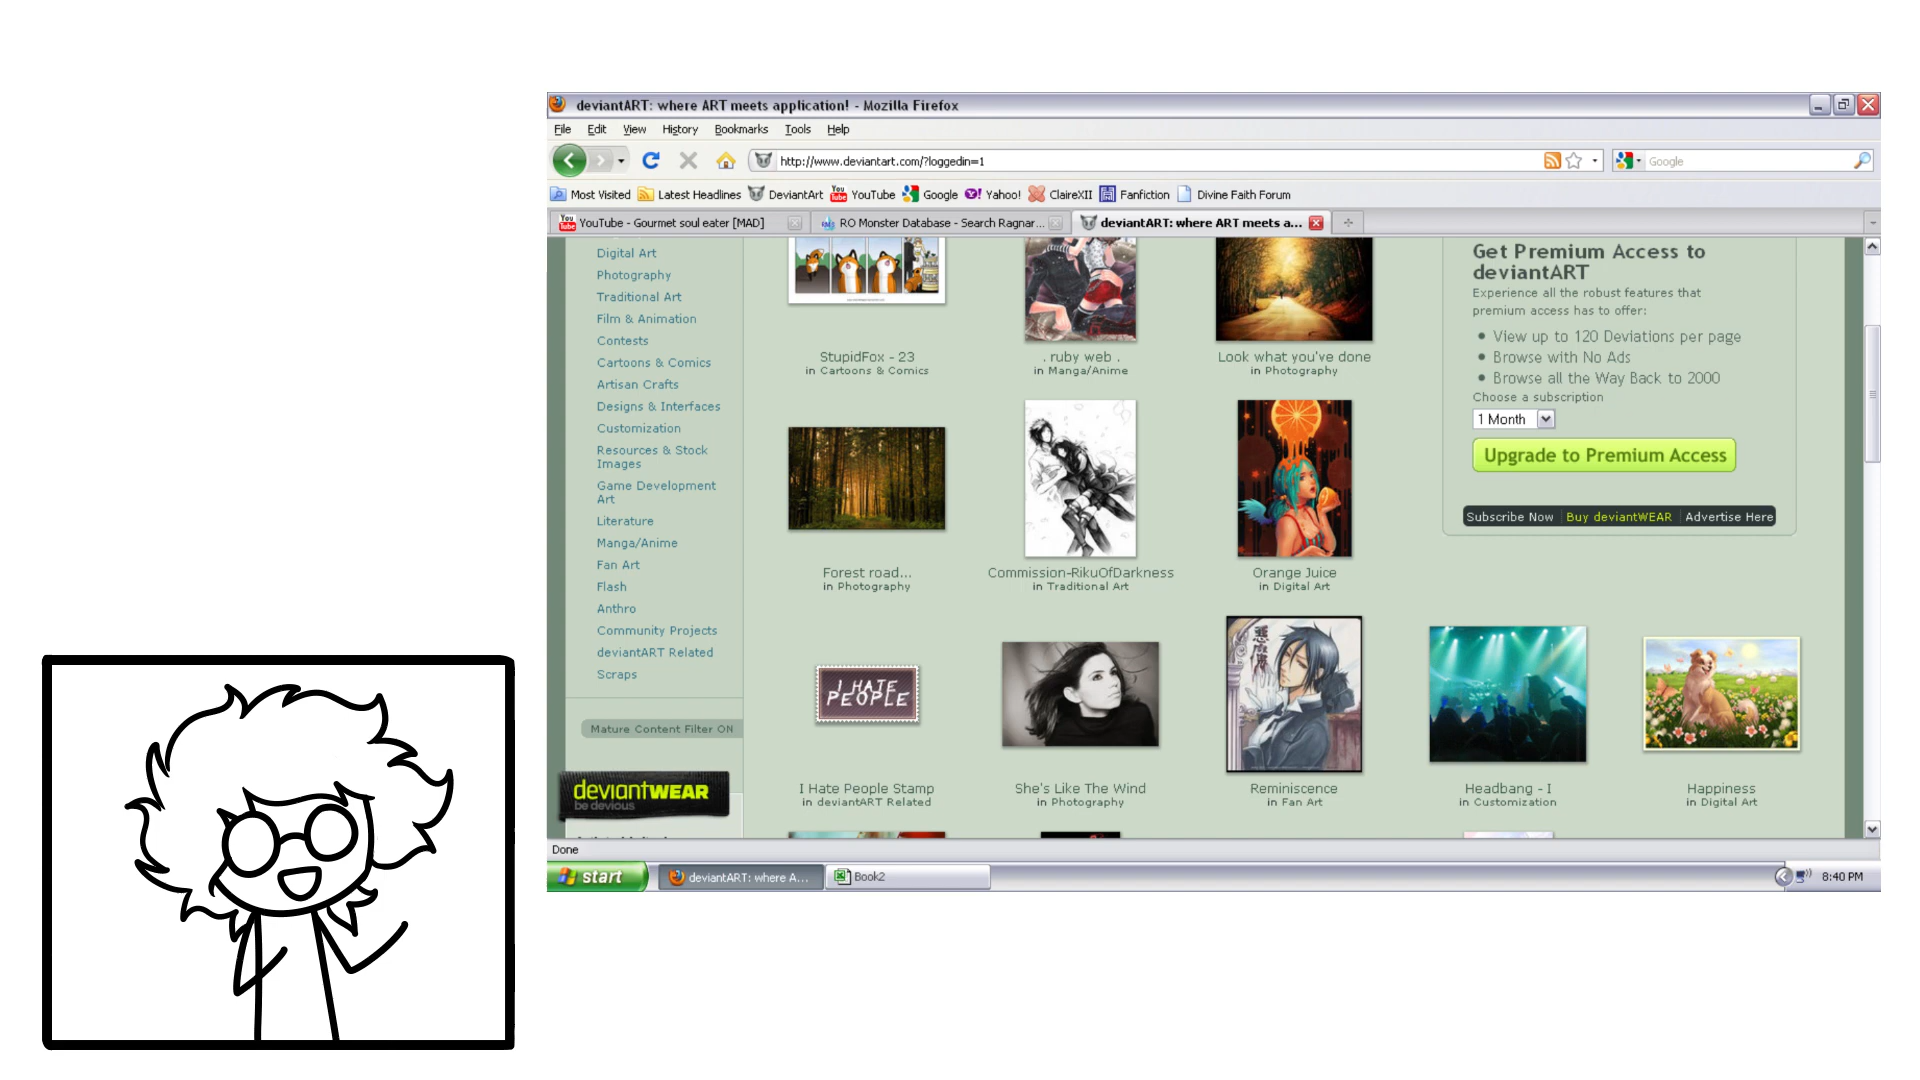 deviantART: where ART meets application! - Mozilla Firefox
File Edit View History Bookmarks Tools Help
http://www.deviantart.com/?loggedin=1
Google
Most Visited Latest Headlines DeviantArt YouTube Google Yahoo! ClaireXII Fanfiction Divine Faith Forum
YouTube - Gourmet soul eater [MAD]
RO Monster Database - Search Ragnar...
deviantART: where ART meets a...
Digital Art
Photography
Traditional Art
Film & Animation
Contests
Cartoons & Comics
Artisan Crafts
Designs & Interfaces
Customization
Resources & Stock
Images
Game Development
Art
Literature
Manga/Anime
Fan Art
Flash
Anthro
Community Projects
deviantART Related
Scraps
Mature Content Filter ON
deviantWEAR
be devious.
StupidFox - 23
in Cartoons & Comics
. ruby web .
in Manga/Anime
Look what you've done
in Photography
Forest road...
in Photography
Commission-RikuOfDarkness
in Traditional Art
Orange Juice
in Digital Art
I HATE
PEOPLE
I Hate People Stamp
in deviantART Related
She's Like The Wind
in Photography
Reminiscence
in Fan Art
Headbang - I
in Customization
Happiness
in Digital Art
Get Premium Access to
deviantART
Experience all the robust features that
premium access has to offer:
View up to 120 Deviations per page
Browse with No Ads
Browse all the Way Back to 2000
Choose a subscription
1 Month
Upgrade to Premium Access
Subscribe Now Buy deviantWEAR Advertise Here
Done
start
deviantART: where A...
Book2
8:40 PM